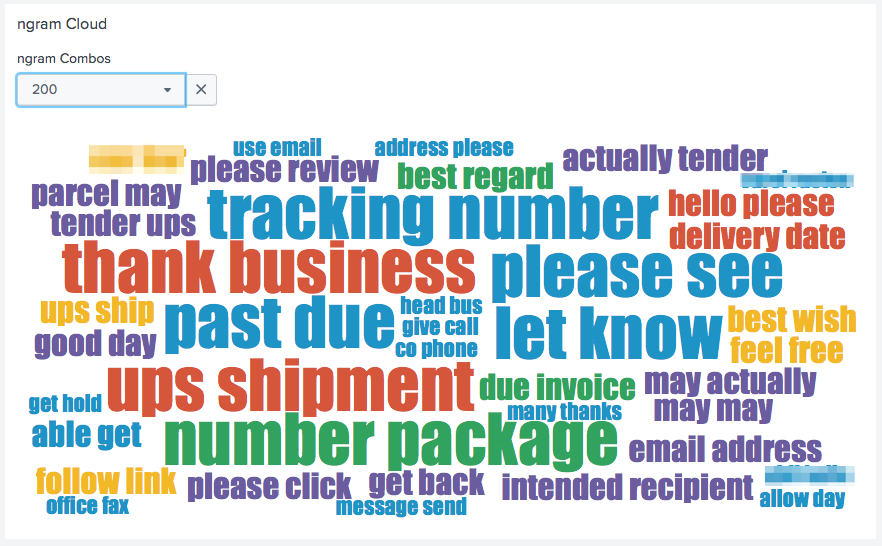 ngram Cloud
ngram Combos
200
use email
address please
actually tender
please review
best regard
parcel may
tracking number
hello please
tender ups
delivery date
thank business
please see
ups ship
past due
head bus
let know
best wish
give call
good day
co phone
feel free
ups shipment
due invoice
may actually
get hold
many thanks
may may
able get
number package
email address
follow link
please click
get back
intended recipient
office fax
message send
allow day